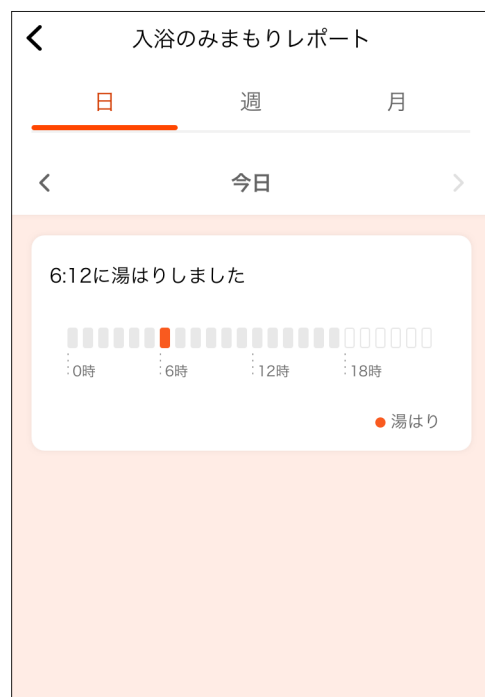 入浴のみまもりレポート
日 週 月
今日
6:12に湯はりしました
0時 6時 12時 18時
湯はり